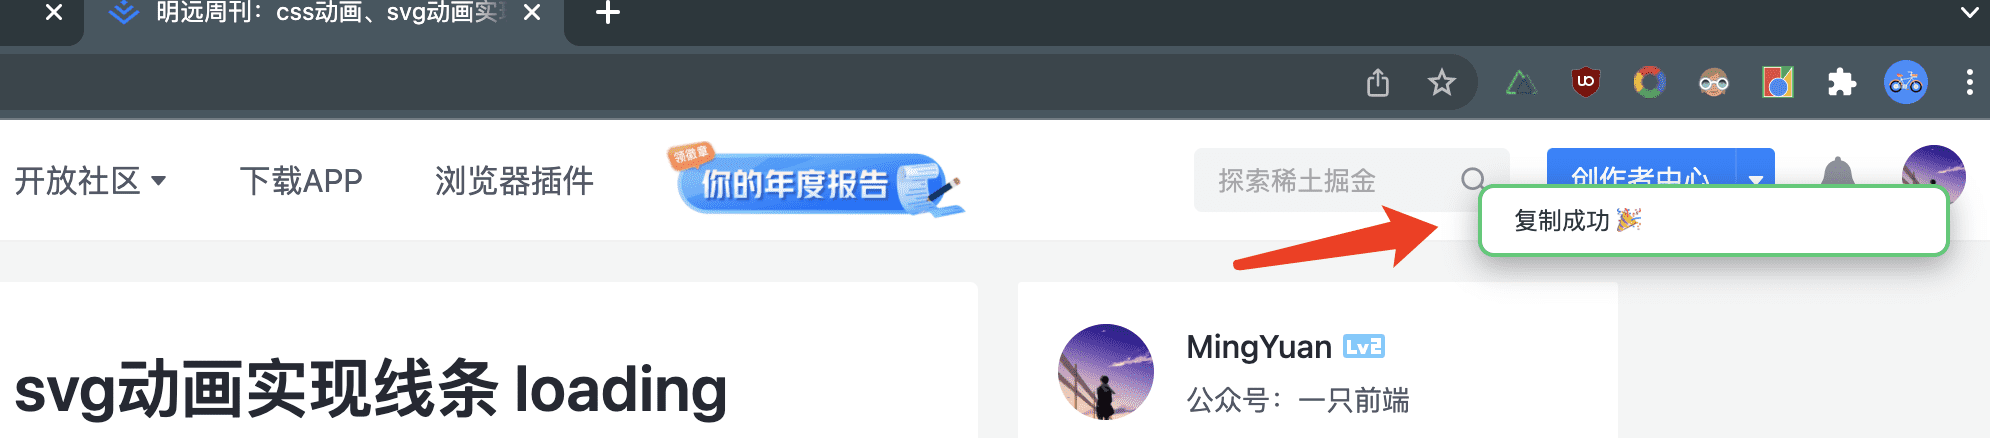 明远周刊：css动画、svg动画实
开放社区
下载APP
浏览器插件
领徽章
你的年度报告
探索稀土掘金
创作者中心
复制成功 🎉
svg动画实现线条 loading
MingYuan Lv2
公众号：一只前端